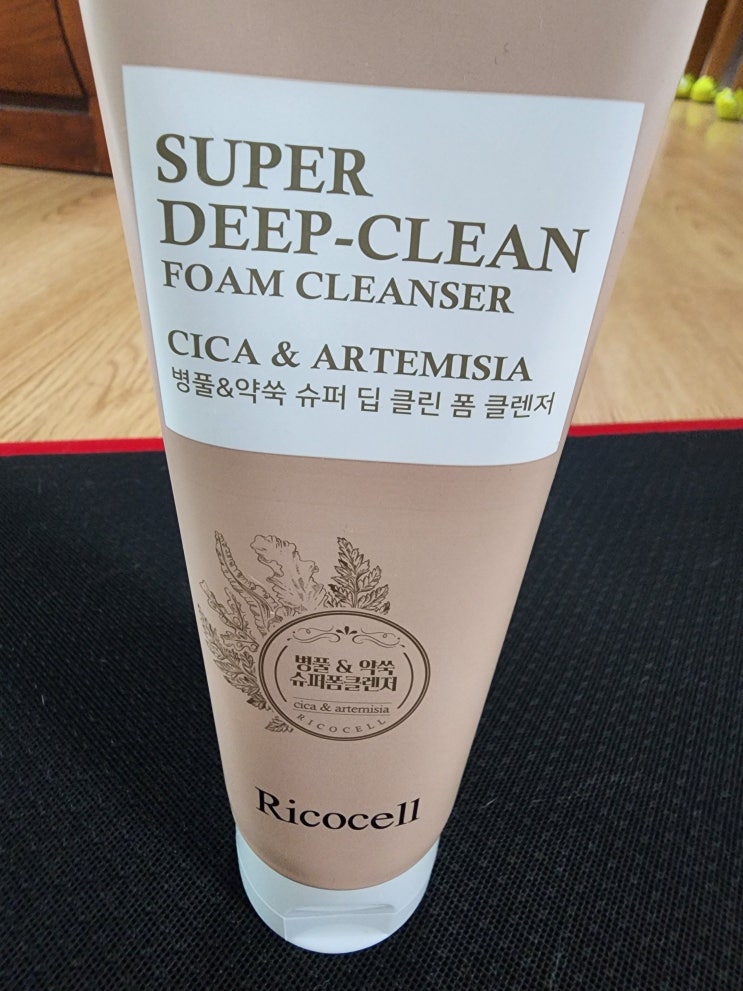 SUPER
DEEP-CLEAN
FOAM CLEANSER
CICA & ARTEMISIA
병풀&약쑥 슈퍼 딥 클린 폼 클렌저
병풀 & 약쑥
슈퍼폼클렌저
cica & artemisia
RICOCELL
Ricocell